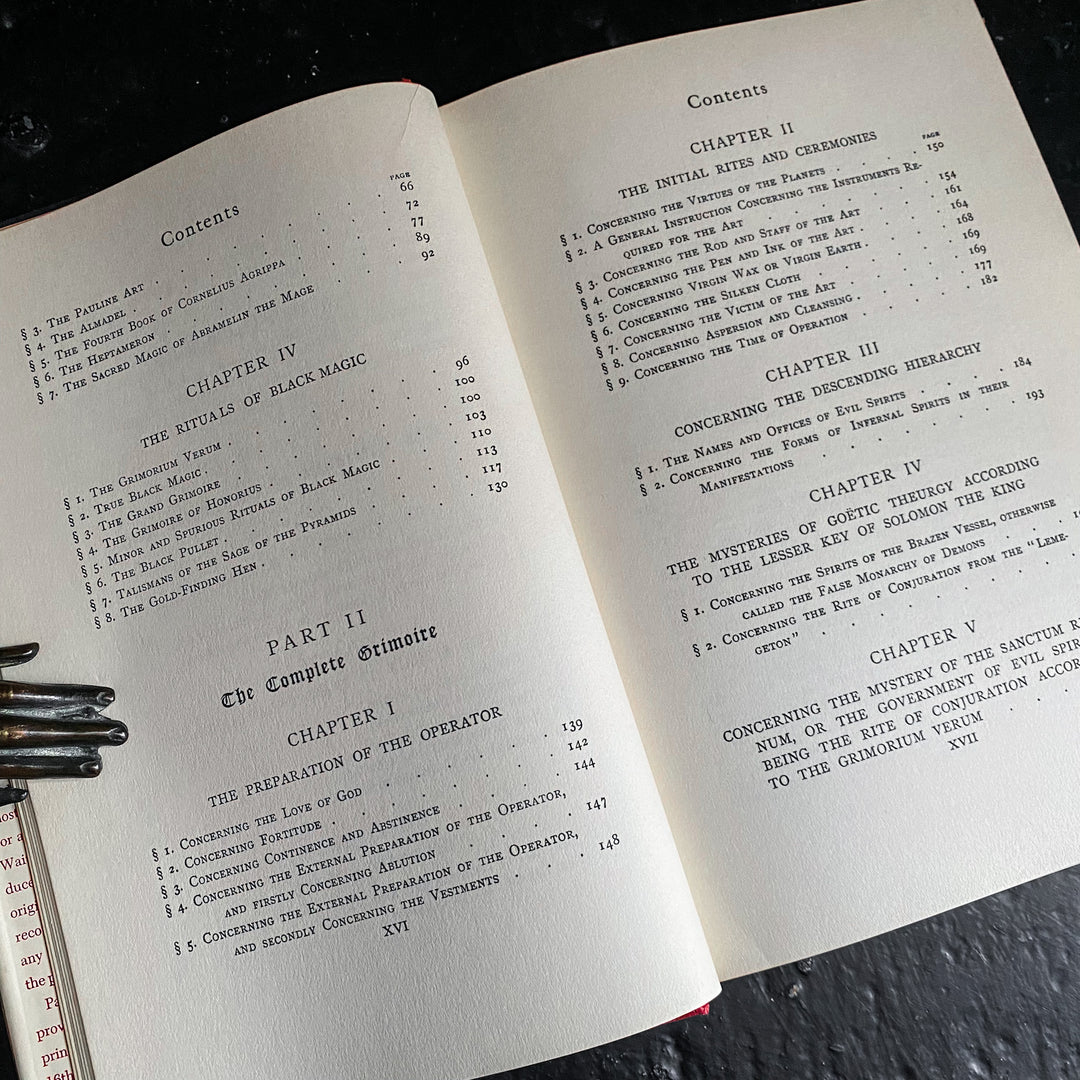 Contents
PAGE
§ 3. The Pauline Art . . . . . . 66
§ 4. The Almadel . . . . . . 72
§ 5. The Fourth Book of Cornelius Agrippa . . . 77
§ 6. The Heptameron . . . . . . 89
§ 7. The Sacred Magic of Abramelin the Mage . . . 92
CHAPTER IV
THE RITUALS OF BLACK MAGIC
§ 1. The Grimorium Verum . . . . . . 96
§ 2. True Black Magic . . . . . . 100
§ 3. The Grand Grimoire . . . . . . 100
§ 4. The Grimoire of Honorius . . . . . 103
§ 5. Minor and Spurious Rituals of Black Magic . . 110
§ 6. The Black Pullet . . . . . . 113
§ 7. Talismans of the Sage of the Pyramids . . . 117
§ 8. The Gold-Finding Hen . . . . . . 130
PART II
The Complete Grimoire
CHAPTER I
THE PREPARATION OF THE OPERATOR
§ 1. Concerning the Love of God . . . . . 139
§ 2. Concerning Fortitude . . . . . . 142
§ 3. Concerning Continence and Abstinence . . . 144
§ 4. Concerning the External Preparation of the Operator,
and firstly Concerning Ablution . . . . 147
§ 5. Concerning the External Preparation of the Operator,
and secondly Concerning the Vestments . . . 148
XVI
Contents
CHAPTER II
THE INITIAL RITES AND CEREMONIES
PAGE
§ 1. Concerning the Virtues of the Planets . . . 150
§ 2. A General Instruction Concerning the Instruments Re-
quired for the Art . . . . . . 154
§ 3. Concerning the Rod and Staff of the Art . . . 161
§ 4. Concerning the Pen and Ink of the Art . . . . 164
§ 5. Concerning Virgin Wax or Virgin Earth . . . . 168
§ 6. Concerning the Silken Cloth . . . . . 169
§ 7. Concerning the Victim of the Art . . . . 169
§ 8. Concerning Aspersion and Cleansing . . . . 177
§ 9. Concerning the Time of Operation . . . . 182
CHAPTER III
CONCERNING THE DESCENDING HIERARCHY
§ 1. The Names and Offices of Evil Spirits . . . 184
§ 2. Concerning the Forms of Infernal Spirits in their
Manifestations . . . . . . 193
CHAPTER IV
THE MYSTERIES OF GOËTIC THEURGY ACCORDING
TO THE LESSER KEY OF SOLOMON THE KING
§ 1. Concerning the Spirits of the Brazen Vessel, otherwise
called the False Monarchy of Demons . . .
§ 2. Concerning the Rite of Conjuration from the “Leme-
geton” . . . . . .
CHAPTER V
CONCERNING THE MYSTERY OF THE SANCTUM
NUM, OR THE GOVERNMENT OF EVIL
BEING THE RITE OF CONJURATION
TO THE GRIMORIUM VERUM . .
XVII
or a
Wai
duce
orig
reco
any
the
prov
prin
16th